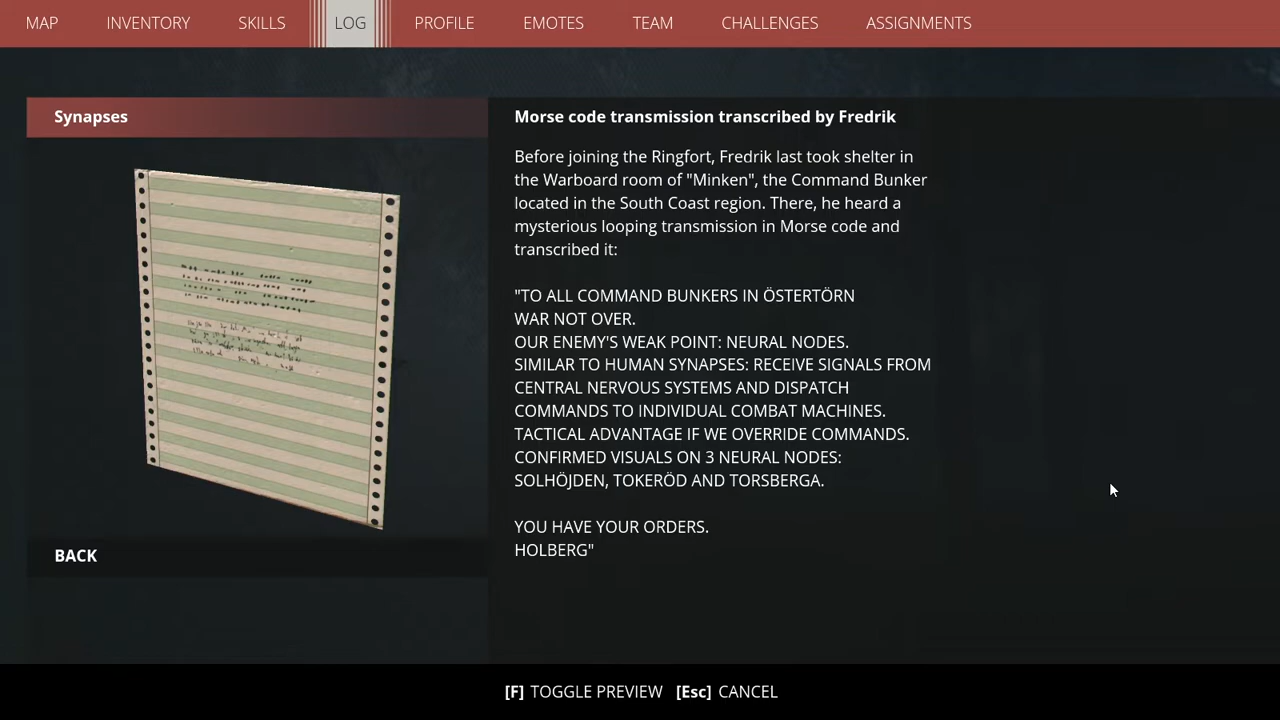 MAP INVENTORY SKILLS LOG PROFILE EMOTES TEAM CHALLENGES ASSIGNMENTS
Synapses
BACK
Morse code transmission transcribed by Fredrik
Before joining the Ringfort, Fredrik last took shelter in
the Warboard room of "Minken", the Command Bunker
located in the South Coast region. There, he heard a
mysterious looping transmission in Morse code and
transcribed it:
"TO ALL COMMAND BUNKERS IN ÖSTERTÖRN
WAR NOT OVER.
OUR ENEMY'S WEAK POINT: NEURAL NODES.
SIMILAR TO HUMAN SYNAPSES: RECEIVE SIGNALS FROM
CENTRAL NERVOUS SYSTEMS AND DISPATCH
COMMANDS TO INDIVIDUAL COMBAT MACHINES.
TACTICAL ADVANTAGE IF WE OVERRIDE COMMANDS.
CONFIRMED VISUALS ON 3 NEURAL NODES:
SOLHÖJDEN, TOKERÖD AND TORSBERGA.
YOU HAVE YOUR ORDERS.
HOLBERG"
[F] TOGGLE PREVIEW [Esc] CANCEL